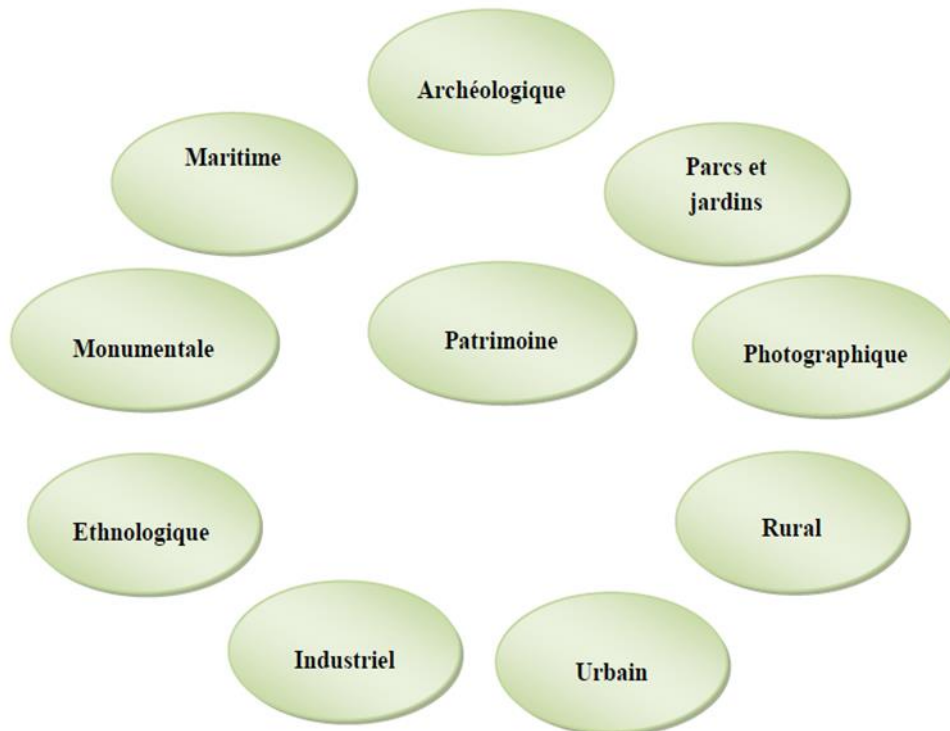 Archéologique
Maritime
Parcs et
jardins
Monumentale
Patrimoine
Photographique
Ethnologique
Rural
Industriel
Urbain